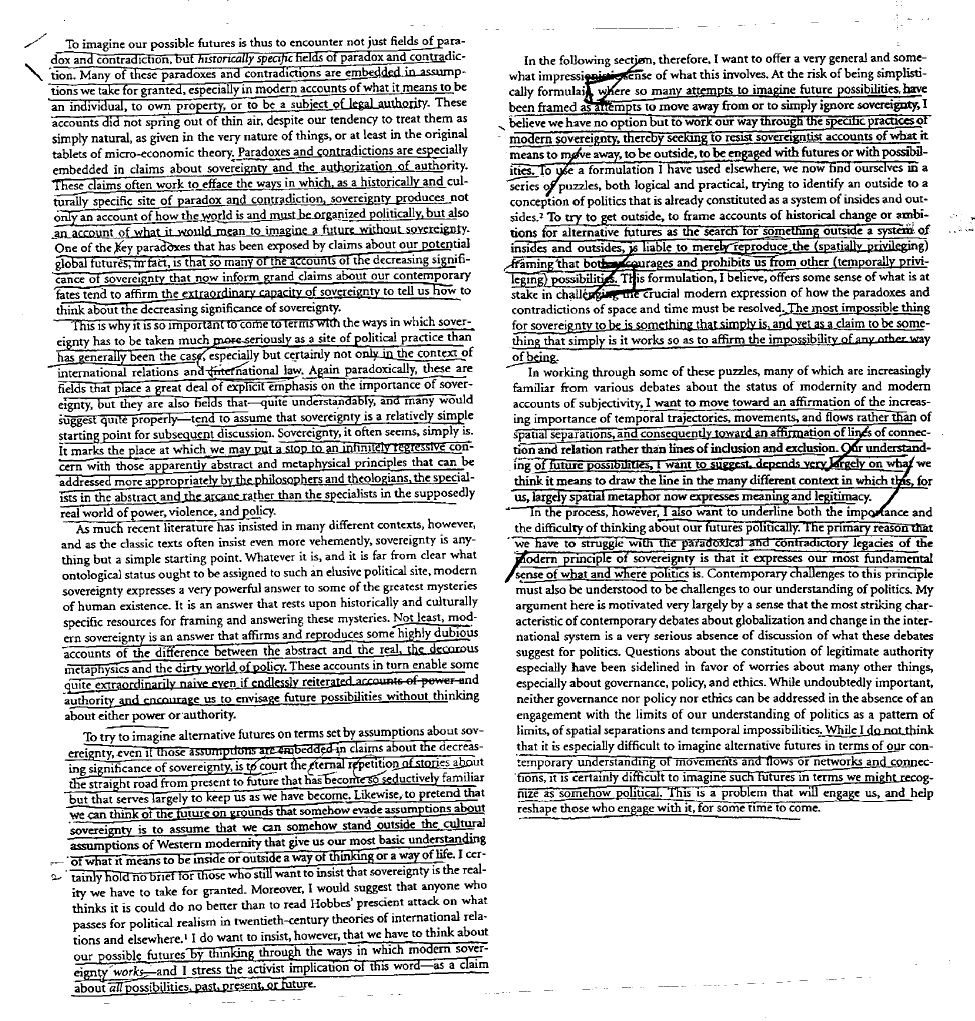 To imagine our possible futures is thus to encounter not just fields of para-
dox and contradiction, but historically specific fields of paradox and contradic-
tion. Many of these paradoxes and contradictions are embedded in assump-
tions we take for granted, especially in modern accounts of what it means to be
an individual, to own property, or to be a subject of legal authority. These
accounts did not spring out of thin air, despite our tendency to treat them as
simply natural, as given in the very nature of things, or at least in the original
tablets of micro-economic theory. Paradoxes and contradictions are especially
embedded in claims about sovereignty and the authorization of authority.
These claims often work to efface the ways in which, as a historically and cul-
turally specific site of paradox and contradiction, sovereignty produces not
only an account of how the world is and must be organized politically, but also
an account of what it would mean to imagine a future without sovereignty.
One of the key paradoxes that has been exposed by claims about our potential
global futures, in fact, is that so many of the accounts of the decreasing signifi-
cance of sovereignty that now inform grand claims about our contemporary
fates tend to affirm the extraordinary capacity of sovereignty to tell us how to
think about the decreasing significance of sovereignty.
This is why it is so important to come to terms with the ways in which sover-
eignty has to be taken much more seriously as a site of political practice than
has generally been the case, especially but certainly not only in the context of
international relations and international law. Again paradoxically, these are
fields that place a great deal of explicit emphasis on the importance of sover-
eignty, but they are also fields that—quite understandably, and many would
suggest quite properly—tend to assume that sovereignty is a relatively simple
starting point for subsequent discussion. Sovereignty, it often seems, simply is.
It marks the place at which we may put a stop to an infinitely regressive con-
cern with those apparently abstract and metaphysical principles that can be
addressed more appropriately by the philosophers and theologians, the special-
ists in the abstract and the arcane rather than the specialists in the supposedly
real world of power, violence, and policy.
As much recent literature has insisted in many different contexts, however,
and as the classic texts often insist even more vehemently, sovereignty is any-
thing but a simple starting point. Whatever it is, and it is far from clear what
ontological status ought to be assigned to such an elusive political site, modern
sovereignty expresses a very powerful answer to some of the greatest mysteries
of human existence. It is an answer that rests upon historically and culturally
specific resources for framing and answering these mysteries. Not least, mod-
ern sovereignty is an answer that affirms and reproduces some highly dubious
accounts of the difference between the abstract and the real, the decorous
metaphysics and the dirty world of policy. These accounts in turn enable some
quite extraordinarily naive even if endlessly reiterated accounts of power and
authority and encourage us to envisage future possibilities without thinking
about either power or authority.
To try to imagine alternative futures on terms set by assumptions about sov-
ereignty, even if those assumptions are embedded in claims about the decreas-
ing significance of sovereignty, is to court the eternal repetition of stories about
the straight road from present to future that has become so seductively familiar
but that serves largely to keep us as we have become. Likewise, to pretend that
we can think of the future on grounds that somehow evade assumptions about
sovereignty is to assume that we can somehow stand outside the cultural
assumptions of Western modernity that give us our most basic understanding
of what it means to be inside or outside a way of thinking or a way of life. I cer-
tainly hold no brief for those who still want to insist that sovereignty is the real-
ity we have to take for granted. Moreover, I would suggest that anyone who
thinks it is could do no better than to read Hobbes' prescient attack on what
passes for political realism in twentieth-century theories of international rela-
tions and elsewhere.¹ I do want to insist, however, that we have to think about
our possible futures by thinking through the ways in which modern sover-
eignty works—and I stress the activist implication of this word—as a claim
about all possibilities, past, present, or future.
In the following section, therefore, I want to offer a very general and some-
what impressionistic sense of what this involves. At the risk of being simplisti-
cally formulaic, where so many attempts to imagine future possibilities have
been framed as attempts to move away from or to simply ignore sovereignty, I
believe we have no option but to work our way through the specific practices of
modern sovereignty, thereby seeking to resist sovereigntist accounts of what it
means to move away, to be outside, to be engaged with futures or with possibil-
ities. To use a formulation I have used elsewhere, we now find ourselves in a
series of puzzles, both logical and practical, trying to identify an outside to a
conception of politics that is already constituted as a system of insides and out-
sides.² To try to get outside, to frame accounts of historical change or ambi-
tions for alternative futures as the search for something outside a system of
insides and outsides, is liable to merely reproduce the (spatially privileging)
framing that both encourages and prohibits us from other (temporally privi-
leging) possibilities. This formulation, I believe, offers some sense of what is at
stake in challenging the crucial modern expression of how the paradoxes and
contradictions of space and time must be resolved. The most impossible thing
for sovereignty to be is something that simply is, and yet as a claim to be some-
thing that simply is it works so as to affirm the impossibility of any other way
of being.
In working through some of these puzzles, many of which are increasingly
familiar from various debates about the status of modernity and modern
accounts of subjectivity, I want to move toward an affirmation of the increas-
ing importance of temporal trajectories, movements, and flows rather than of
spatial separations, and consequently toward an affirmation of lines of connec-
tion and relation rather than lines of inclusion and exclusion. Our understand-
ing of future possibilities, I want to suggest, depends very largely on what we
think it means to draw the line in the many different context in which this, for
us, largely spatial metaphor now expresses meaning and legitimacy.
In the process, however, I also want to underline both the importance and
the difficulty of thinking about our futures politically. The primary reason that
we have to struggle with the paradoxical and contradictory legacies of the
modern principle of sovereignty is that it expresses our most fundamental
sense of what and where politics is. Contemporary challenges to this principle
must also be understood to be challenges to our understanding of politics. My
argument here is motivated very largely by a sense that the most striking char-
acteristic of contemporary debates about globalization and change in the inter-
national system is a very serious absence of discussion of what these debates
suggest for politics. Questions about the constitution of legitimate authority
especially have been sidelined in favor of worries about many other things,
especially about governance, policy, and ethics. While undoubtedly important,
neither governance nor policy nor ethics can be addressed in the absence of an
engagement with the limits of our understanding of politics as a pattern of
limits, of spatial separations and temporal impossibilities. While I do not think
that it is especially difficult to imagine alternative futures in terms of our con-
temporary understanding of movements and flows or networks and connec-
tions, it is certainly difficult to imagine such futures in terms we might recog-
nize as somehow political. This is a problem that will engage us, and help
reshape those who engage with it, for some time to come.